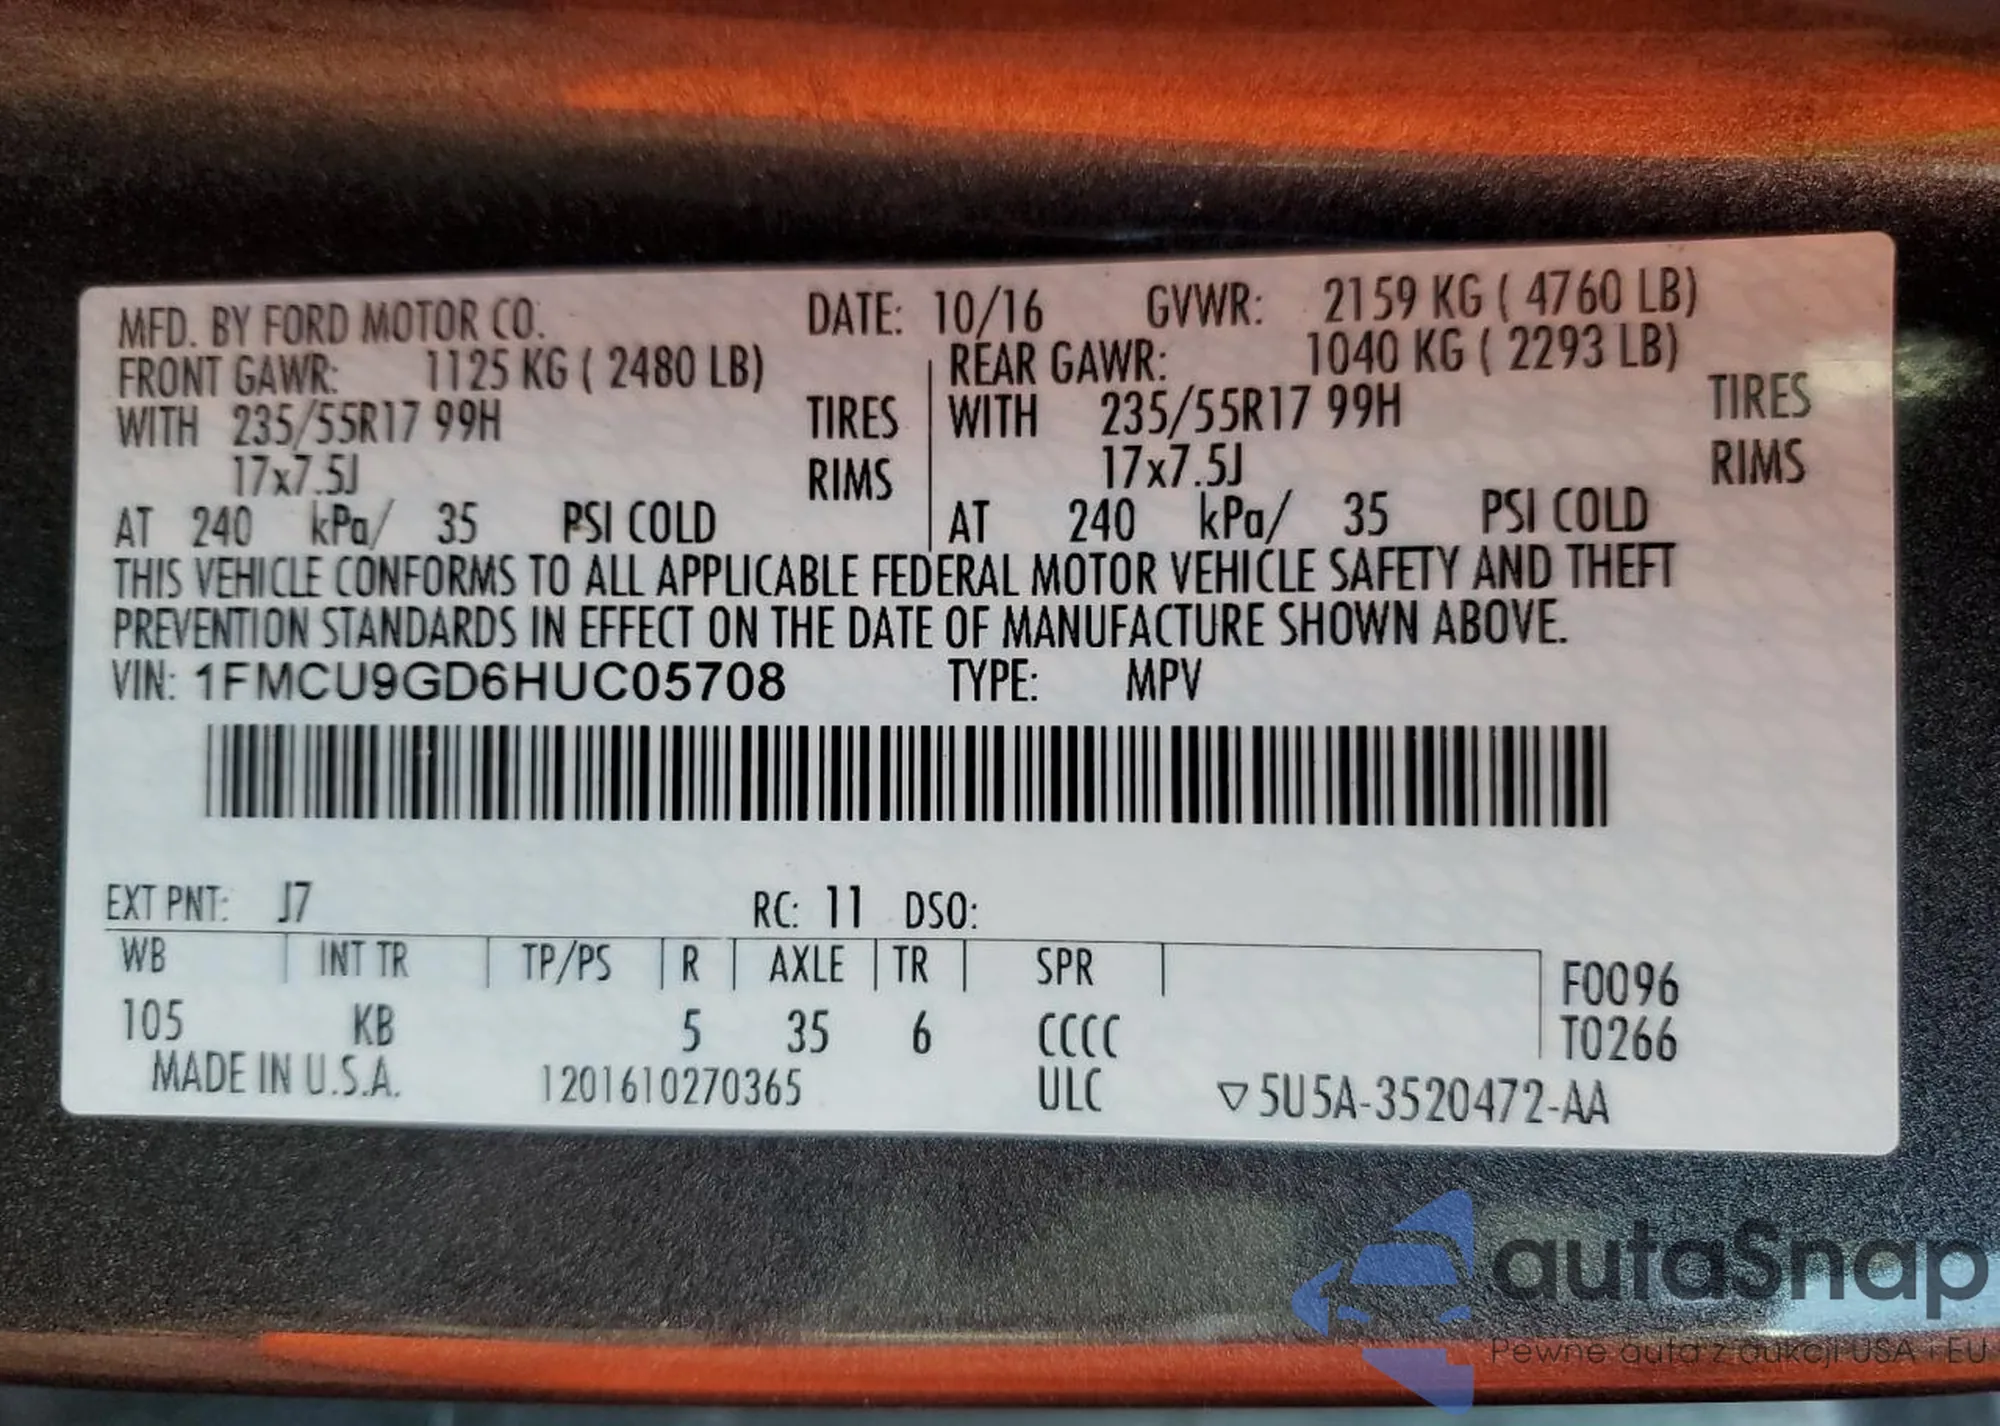 MFD. BY FORD MOTOR CO. DATE: 10/16 GVWR: 2159 KG ( 4760 LB)
FRONT GAWR: 1125 KG ( 2480 LB) REAR GAWR: 1040 KG ( 2293 LB)
WITH 235/55R17 99H TIRES WITH 235/55R17 99H TIRES
17x7.5J RIMS 17x7.5J RIMS
AT 240 kPa/ 35 PSI COLD AT 240 kPa/ 35 PSI COLD
THIS VEHICLE CONFORMS TO ALL APPLICABLE FEDERAL MOTOR VEHICLE SAFETY AND THEFT
PREVENTION STANDARDS IN EFFECT ON THE DATE OF MANUFACTURE SHOWN ABOVE.
VIN: 1FMCU9GD6HUC05708 TYPE: MPV
EXT PNT: J7 RC: 11 DSO:
WB INT TR TP/PS R AXLE TR SPR F0096
105 KB 5 35 6 CCCC T0266
MADE IN U.S.A. 1201610270365 ULC ▽5U5A-3520472-AA
autaSnap
Pewne auta z aukcji USA i EU